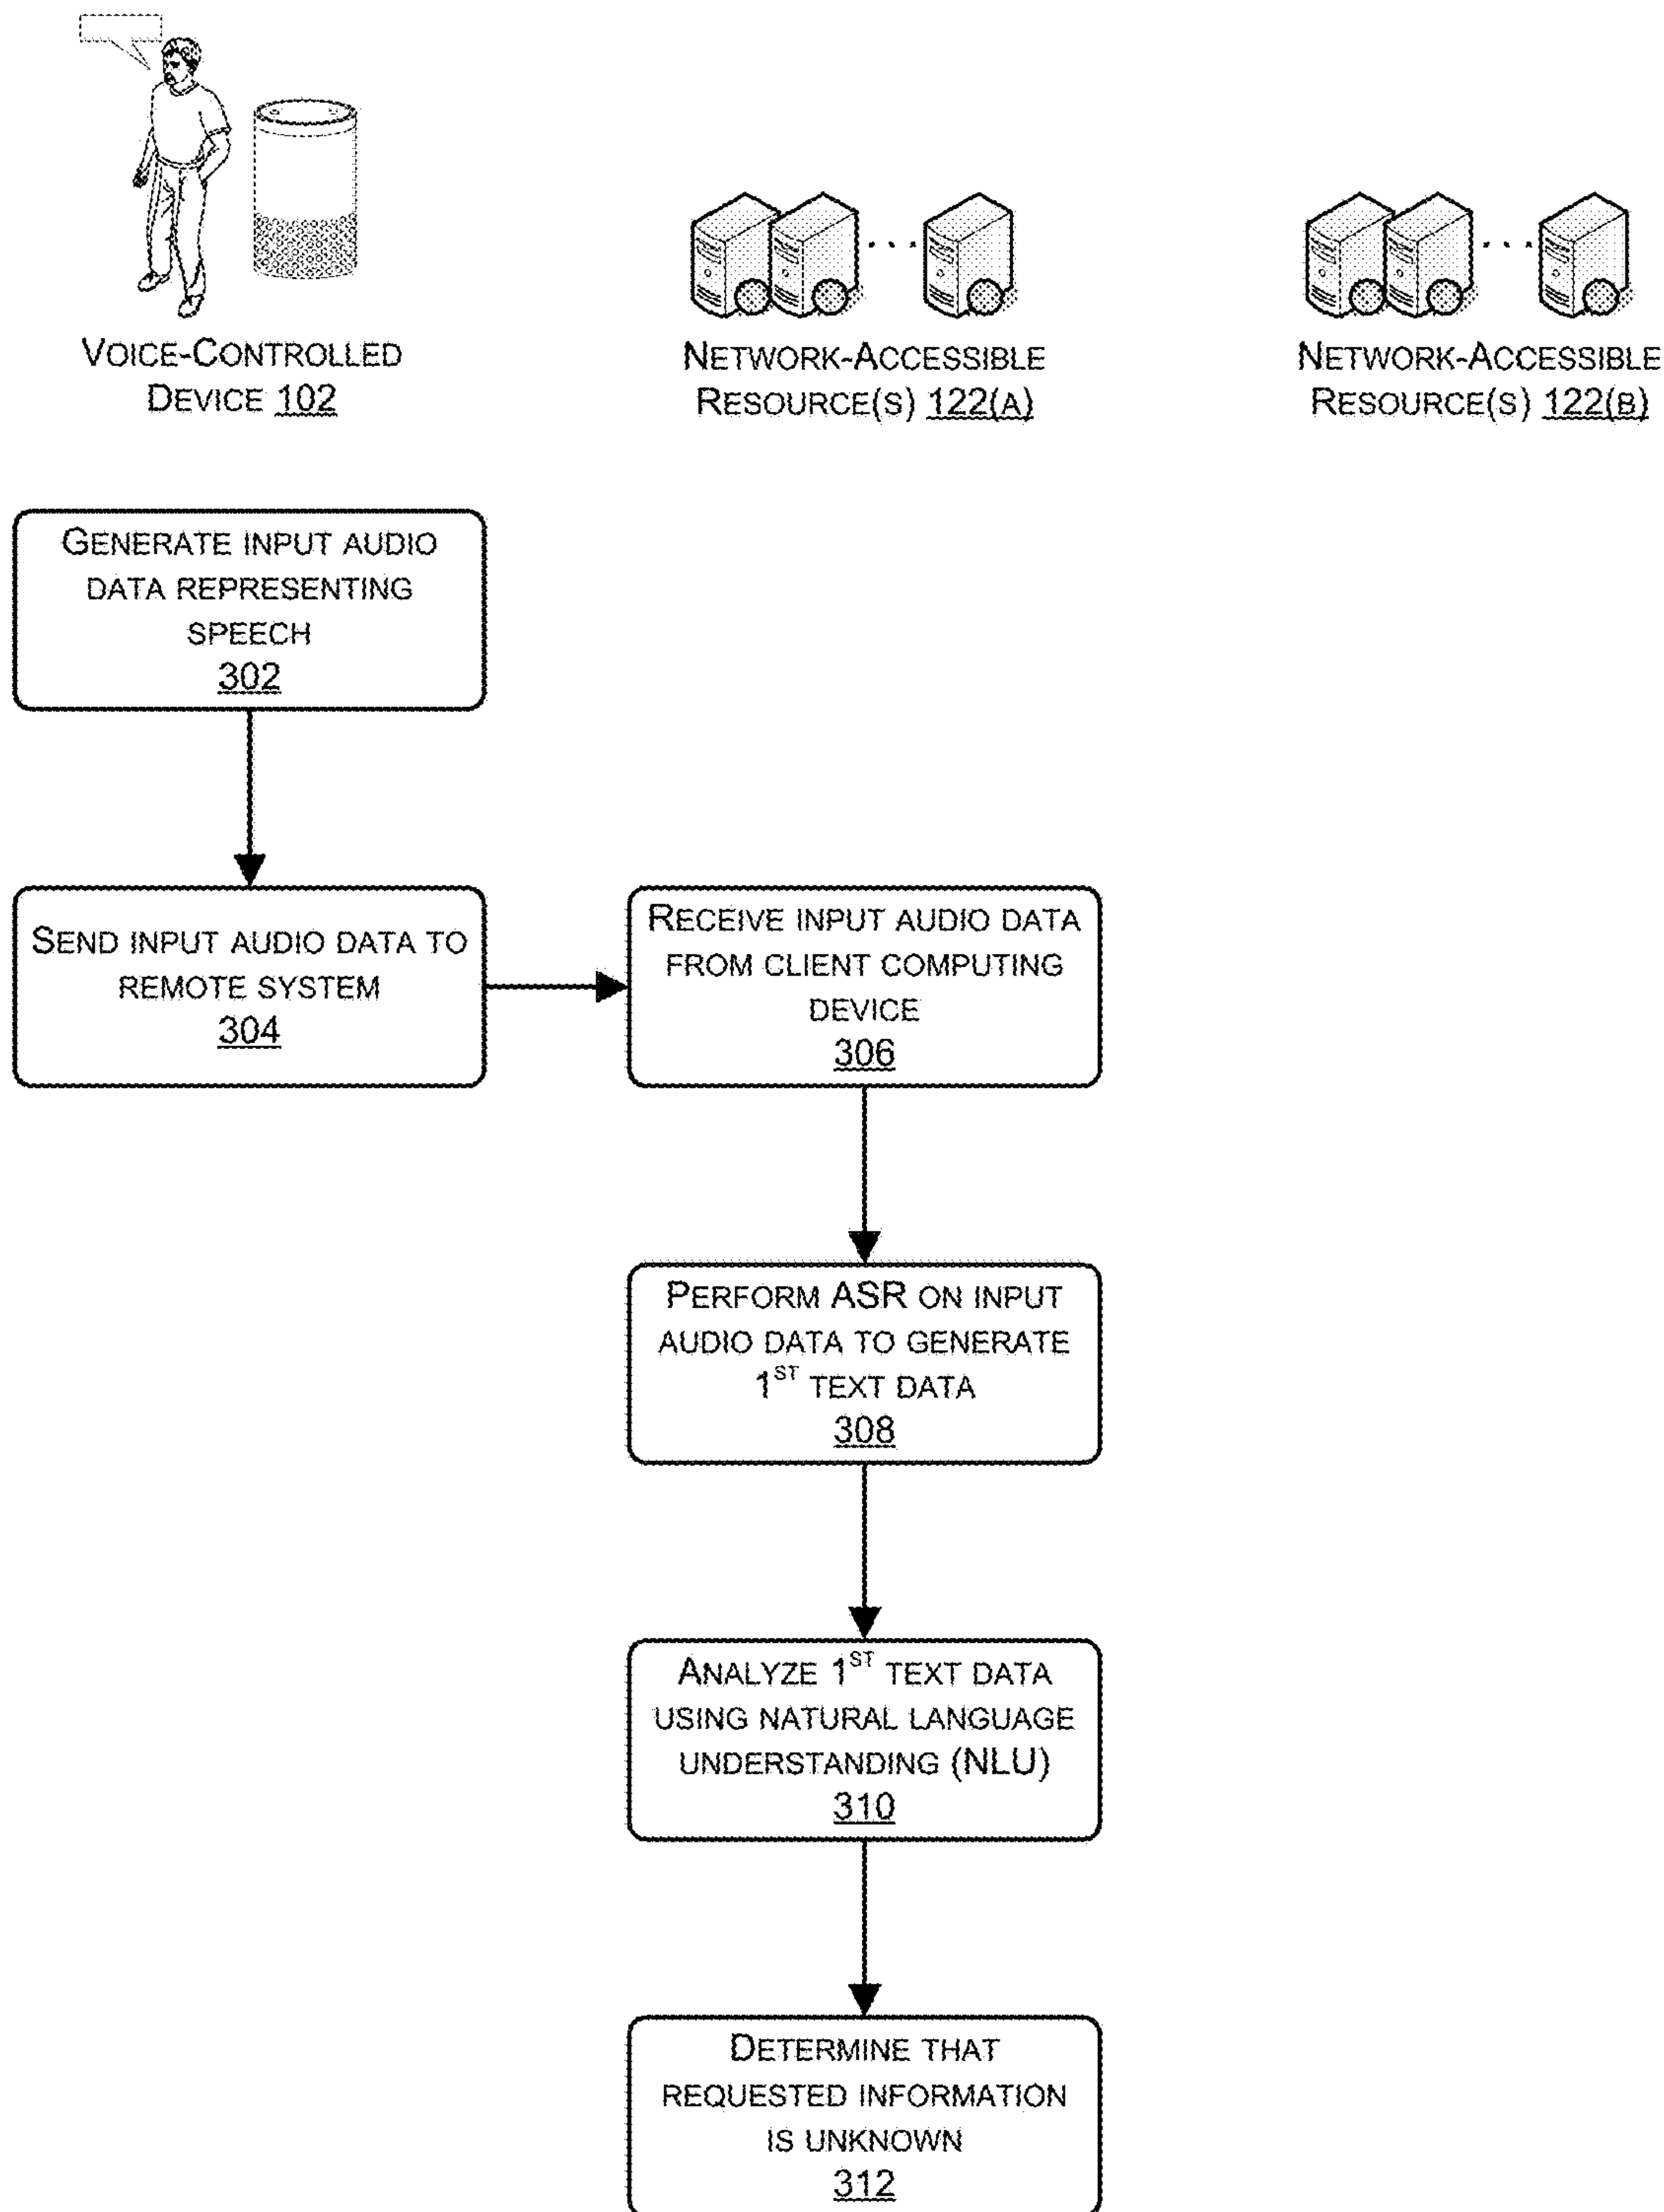 VOICE-CONTROLLED
DEVICE 102
NETWORK-ACCESSIBLE
RESOURCE(S) 122(A)
NETWORK-ACCESSIBLE
RESOURCE(S) 122(B)
GENERATE INPUT AUDIO
DATA REPRESENTING
SPEECH
302
SEND INPUT AUDIO DATA TO
REMOTE SYSTEM
304
RECEIVE INPUT AUDIO DATA
FROM CLIENT COMPUTING
DEVICE
306
PERFORM ASR ON INPUT
AUDIO DATA TO GENERATE
1ST TEXT DATA
308
ANALYZE 1ST TEXT DATA
USING NATURAL LANGUAGE
UNDERSTANDING (NLU)
310
DETERMINE THAT
REQUESTED INFORMATION
IS UNKNOWN
312